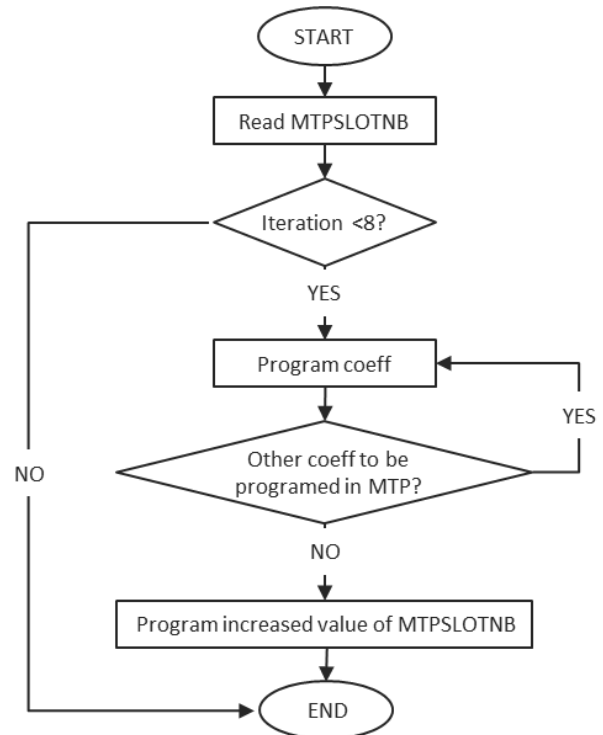 START
Read MTPSLOTNB
Iteration <8?
YES
Program coeff
YES
NO
Other coeff to be
programed in MTP?
NO
Program increased value of MTPSLOTNB
END